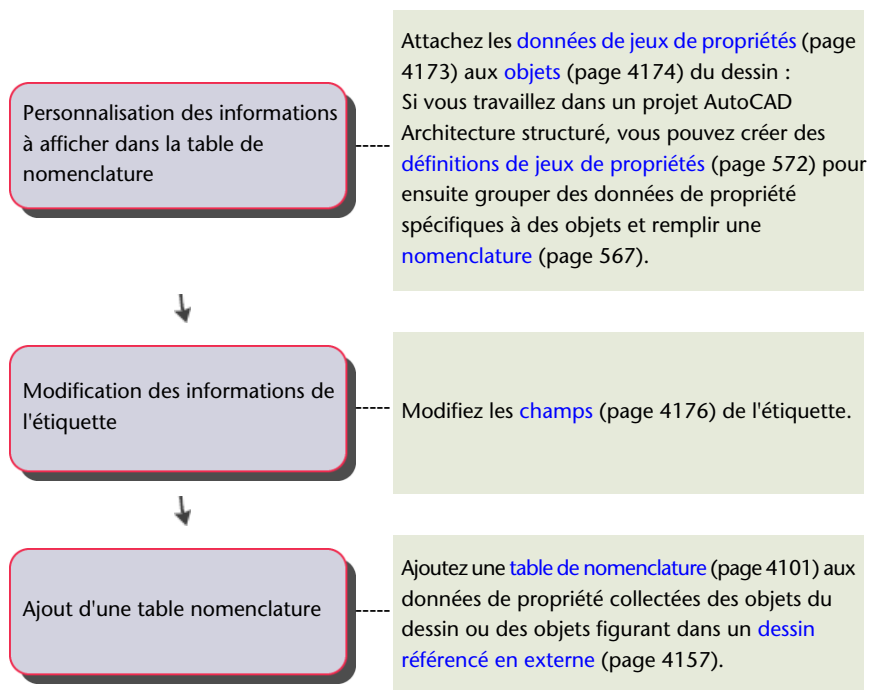 Personnalisation des informations
à afficher dans la table de
nomenclature
Attachez les données de jeux de propriétés (page
4173) aux objets (page 4174) du dessin :
Si vous travaillez dans un projet AutoCAD
Architecture structuré, vous pouvez créer des
définitions de jeux de propriétés (page 572) pour
ensuite grouper des données de propriété
spécifiques à des objets et remplir une
nomenclature (page 567).
Modification des informations de
l'étiquette
Modifiez les champs (page 4176) de l'étiquette.
Ajout d'une table nomenclature
Ajoutez une table de nomenclature (page 4101) aux
données de propriété collectées des objets du
dessin ou des objets figurant dans un dessin
référencé en externe (page 4157).